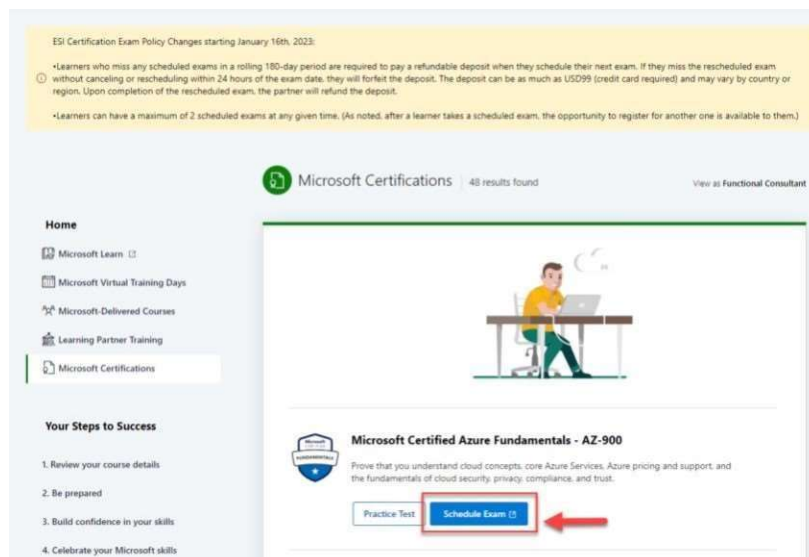 ESI Certification Exam Policy Changes starting January 16th, 2023:
•Learners who miss any scheduled exams in a rolling 180-day period are required to pay a refundable deposit when they schedule their next exam. If they miss the rescheduled exam
without canceling or rescheduling within 24 hours of the exam date, they will forfeit the deposit. The deposit can be as much as USD99 (credit card required) and may vary by country or
region. Upon completion of the rescheduled exam, the partner will refund the deposit.
•Learners can have a maximum of 2 scheduled exams at any given time. (As noted, after a learner takes a scheduled exam, the opportunity to register for another one is available to them.)
Microsoft Certifications | 48 results found
View as Functional Consultant
Home
Microsoft Learn
Microsoft Virtual Training Days
Microsoft-Delivered Courses
Learning Partner Training
Microsoft Certifications
Your Steps to Success
1. Review your course details
2. Be prepared
3. Build confidence in your skills
4. Celebrate your Microsoft skills
Microsoft
FUNDAMENTALS
Microsoft Certified Azure Fundamentals - AZ-900
Prove that you understand cloud concepts, core Azure Services, Azure pricing and support, and
the fundamentals of cloud security, privacy, compliance, and trust.
Practice Test
Schedule Exam